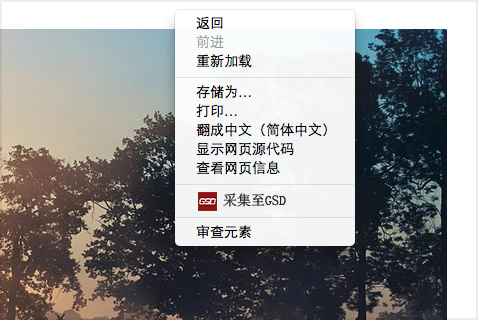 返回
前进
重新加载
存储为...
打印...
翻成中文（简体中文）
显示网页源代码
查看网页信息
GSD 采集至GSD
审查元素